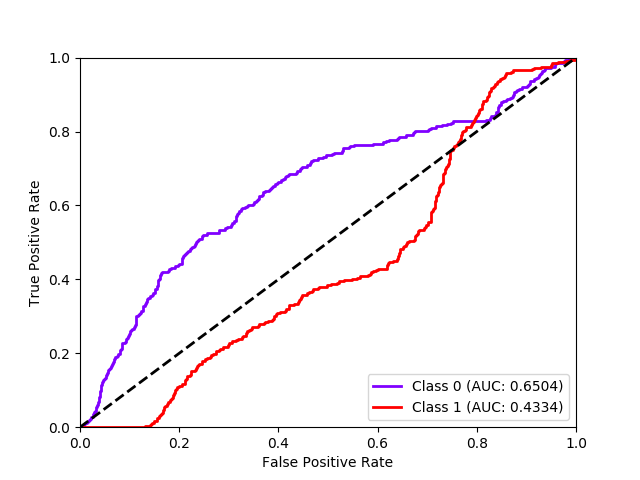 1.0
0.8
0.6
0.4
0.2
0.0
True Positive Rate
Class 0 (AUC: 0.6504)
Class 1 (AUC: 0.4334)
0.0 0.2 0.4 0.6 0.8 1.0
False Positive Rate